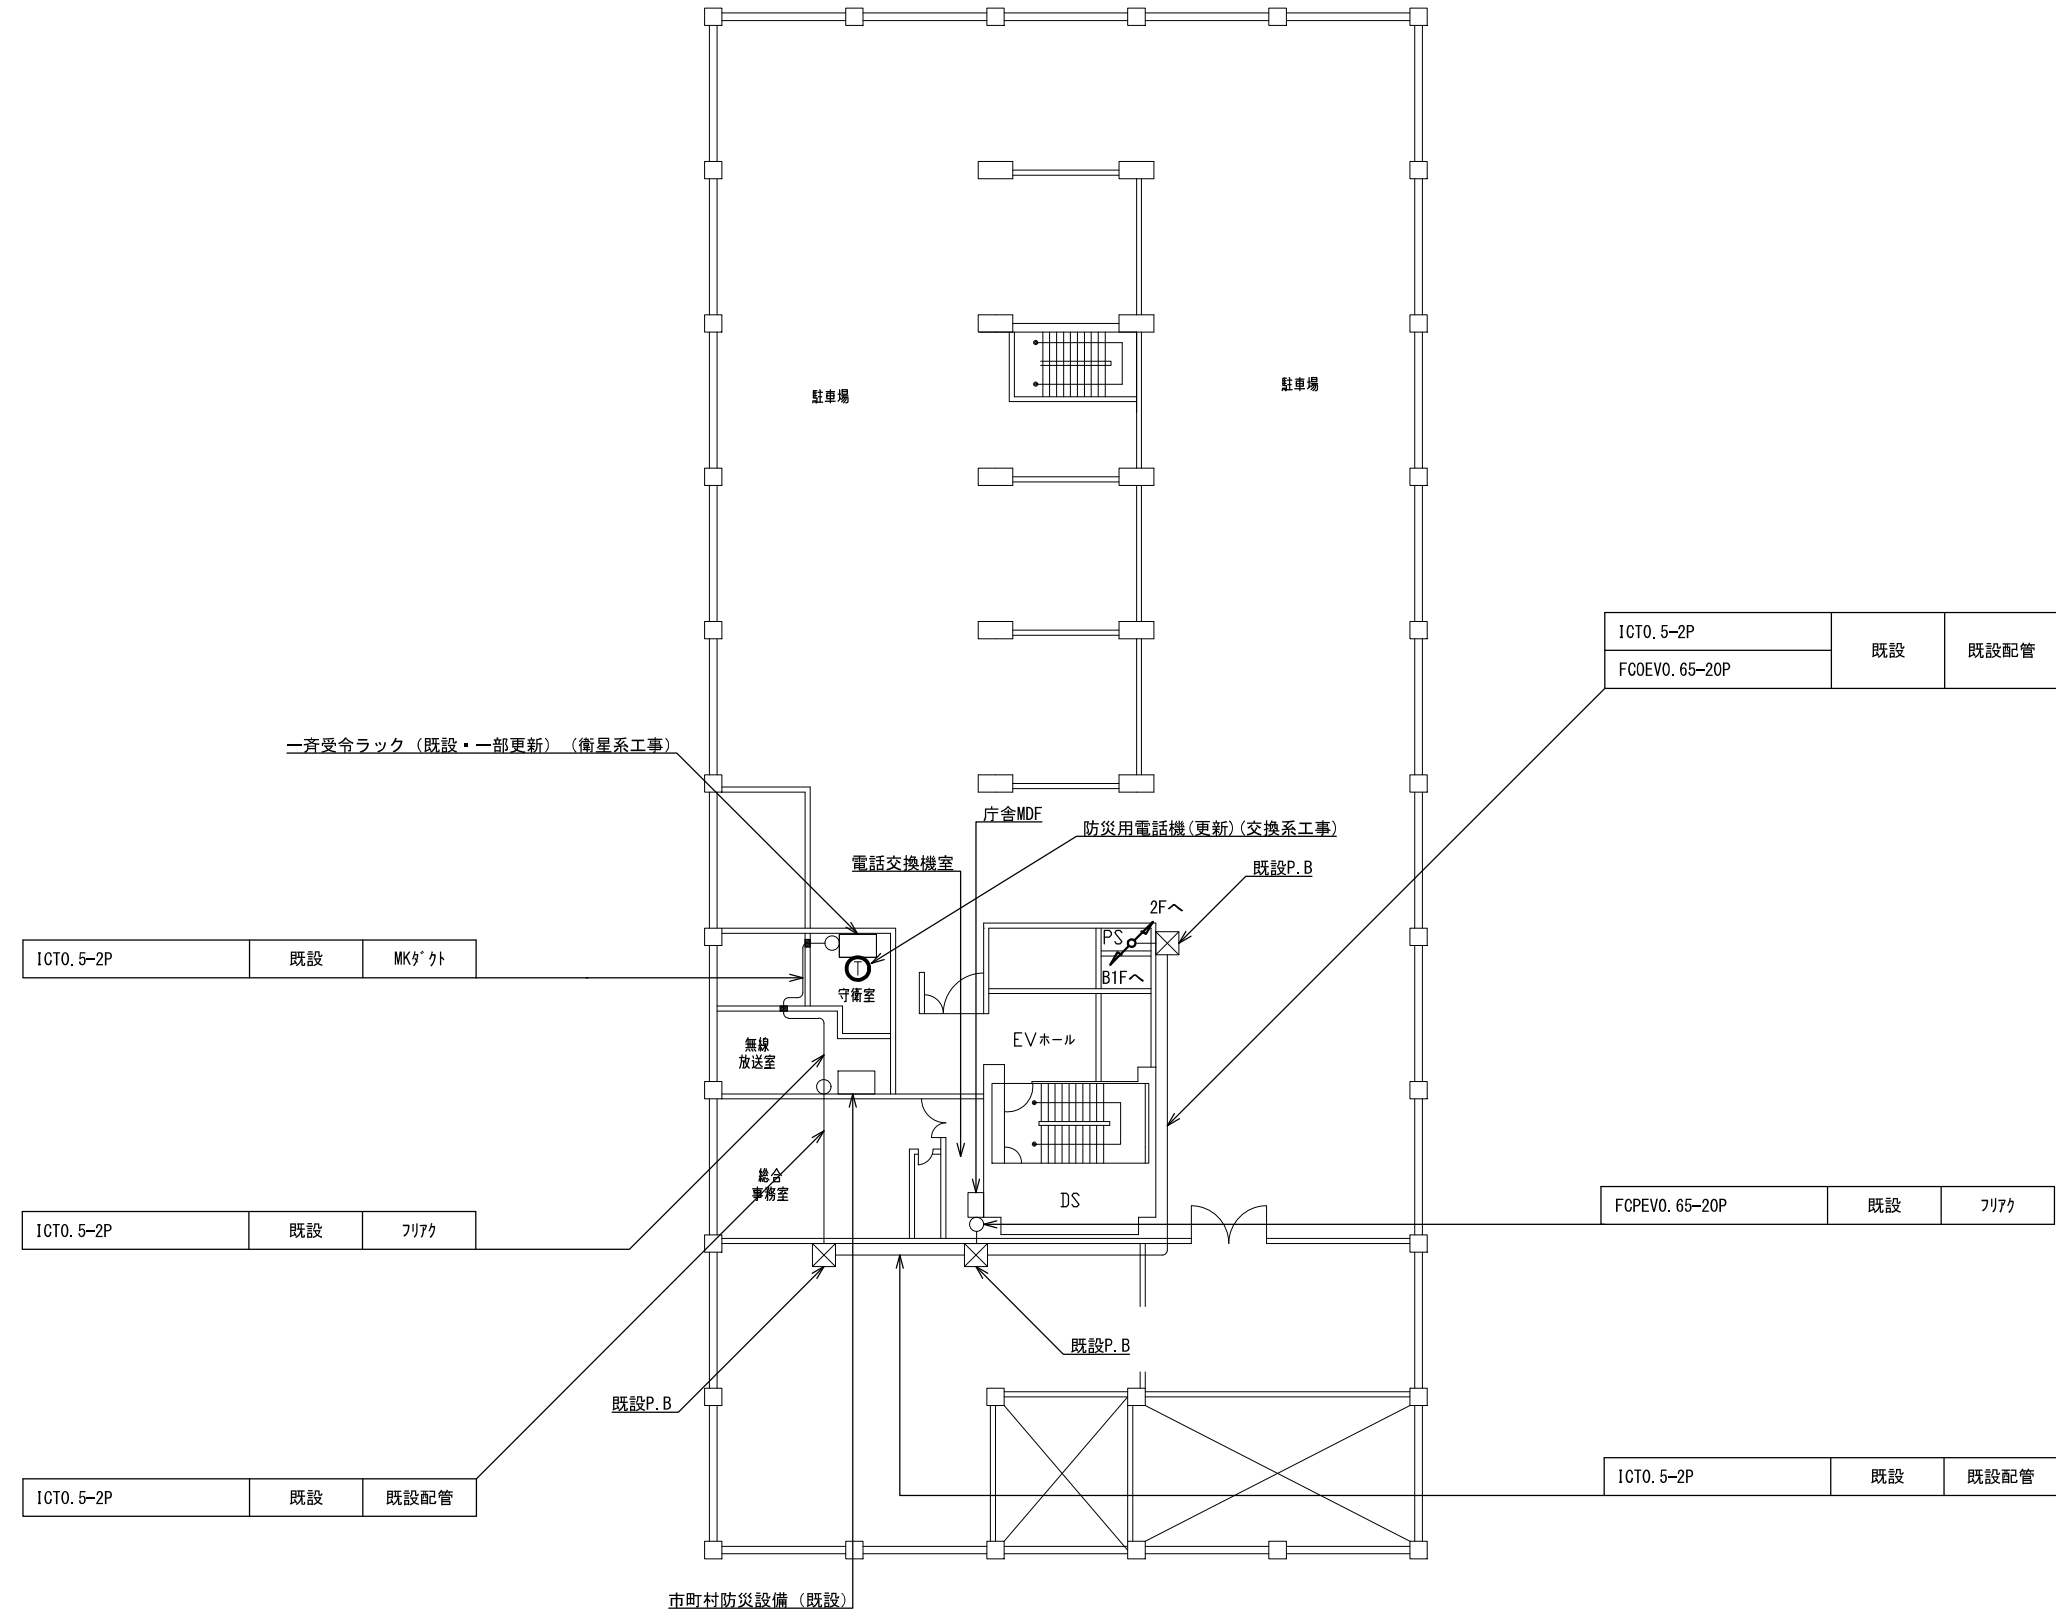 駐車場
駐車場
ICT0.5-2P
既設
既設配管
FCOEV0.65-20P
一斉受令ラック（既設・一部更新）（衛星系工事）
庁舎MDF
防災用電話機(更新)(交換系工事)
電話交換機室
既設P.B
2Fへ
PS
B1Fへ
ICT0.5-2P
既設
MKﾀﾞｸﾄ
T
守衛室
EVホール
無線
放送室
総合
事務室
DS
FCPEV0.65-20P
既設
ﾌﾘｱｸ
ICT0.5-2P
既設
ﾌﾘｱｸ
既設P.B
既設P.B
ICT0.5-2P
既設
既設配管
ICT0.5-2P
既設
既設配管
市町村防災設備（既設）